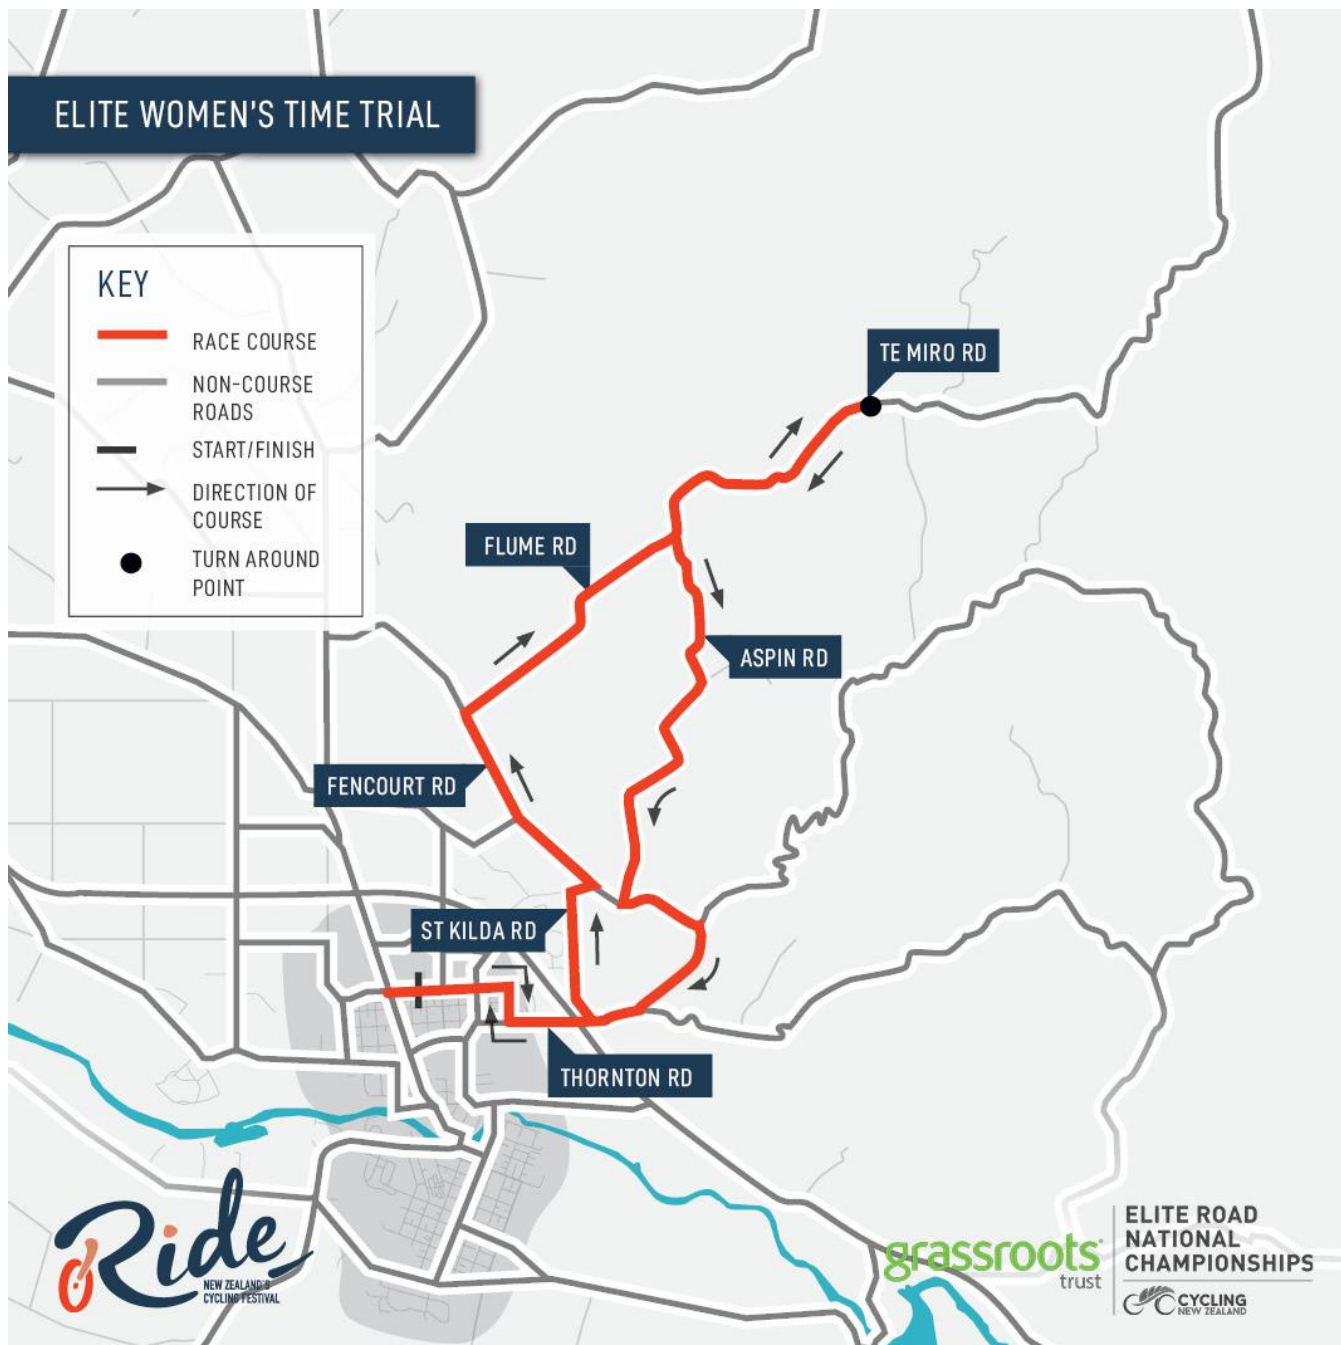 ELITE WOMEN'S TIME TRIAL
KEY
RACE COURSE
NON-COURSE
ROADS
START/FINISH
DIRECTION OF
COURSE
TURN AROUND
POINT
TE MIRO RD
FLUME RD
ASPIN RD
FENCOURT RD
ST KILDA RD
THORNTON RD
Ride
NEW ZEALAND'S
CYCLING FESTIVAL
grassroots
trust
ELITE ROAD
NATIONAL
CHAMPIONSHIPS
CYCLING
NEW ZEALAND